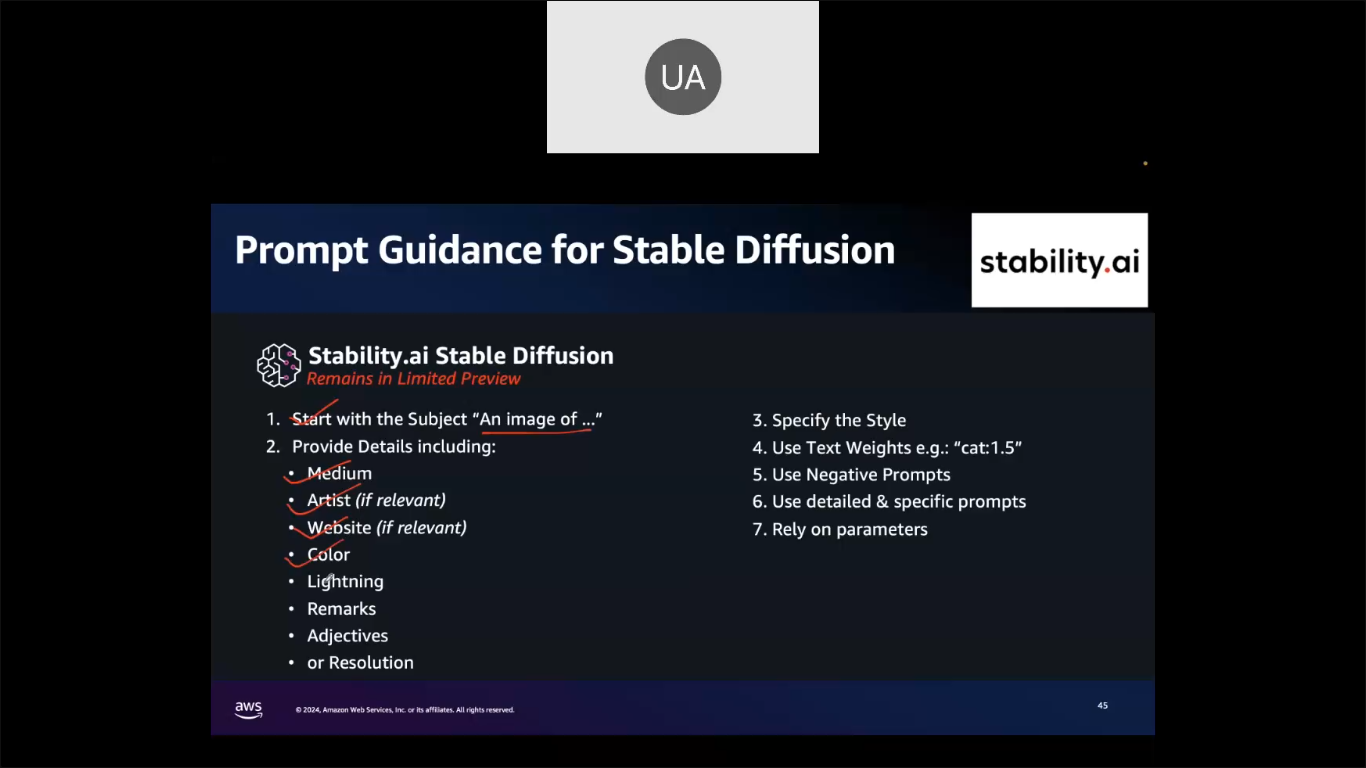 UA
Prompt Guidance for Stable Diffusion
stability.ai
Stability.ai Stable Diffusion
Remains in Limited Preview
1. Start with the Subject “An image of ...”
2. Provide Details including:
• Medium
• Artist (if relevant)
• Website (if relevant)
• Color
• Lightning
• Remarks
• Adjectives
• or Resolution
3. Specify the Style
4. Use Text Weights e.g.: “cat:1.5”
5. Use Negative Prompts
6. Use detailed & specific prompts
7. Rely on parameters
aws
© 2024, Amazon Web Services, Inc. or its affiliates. All rights reserved.
45